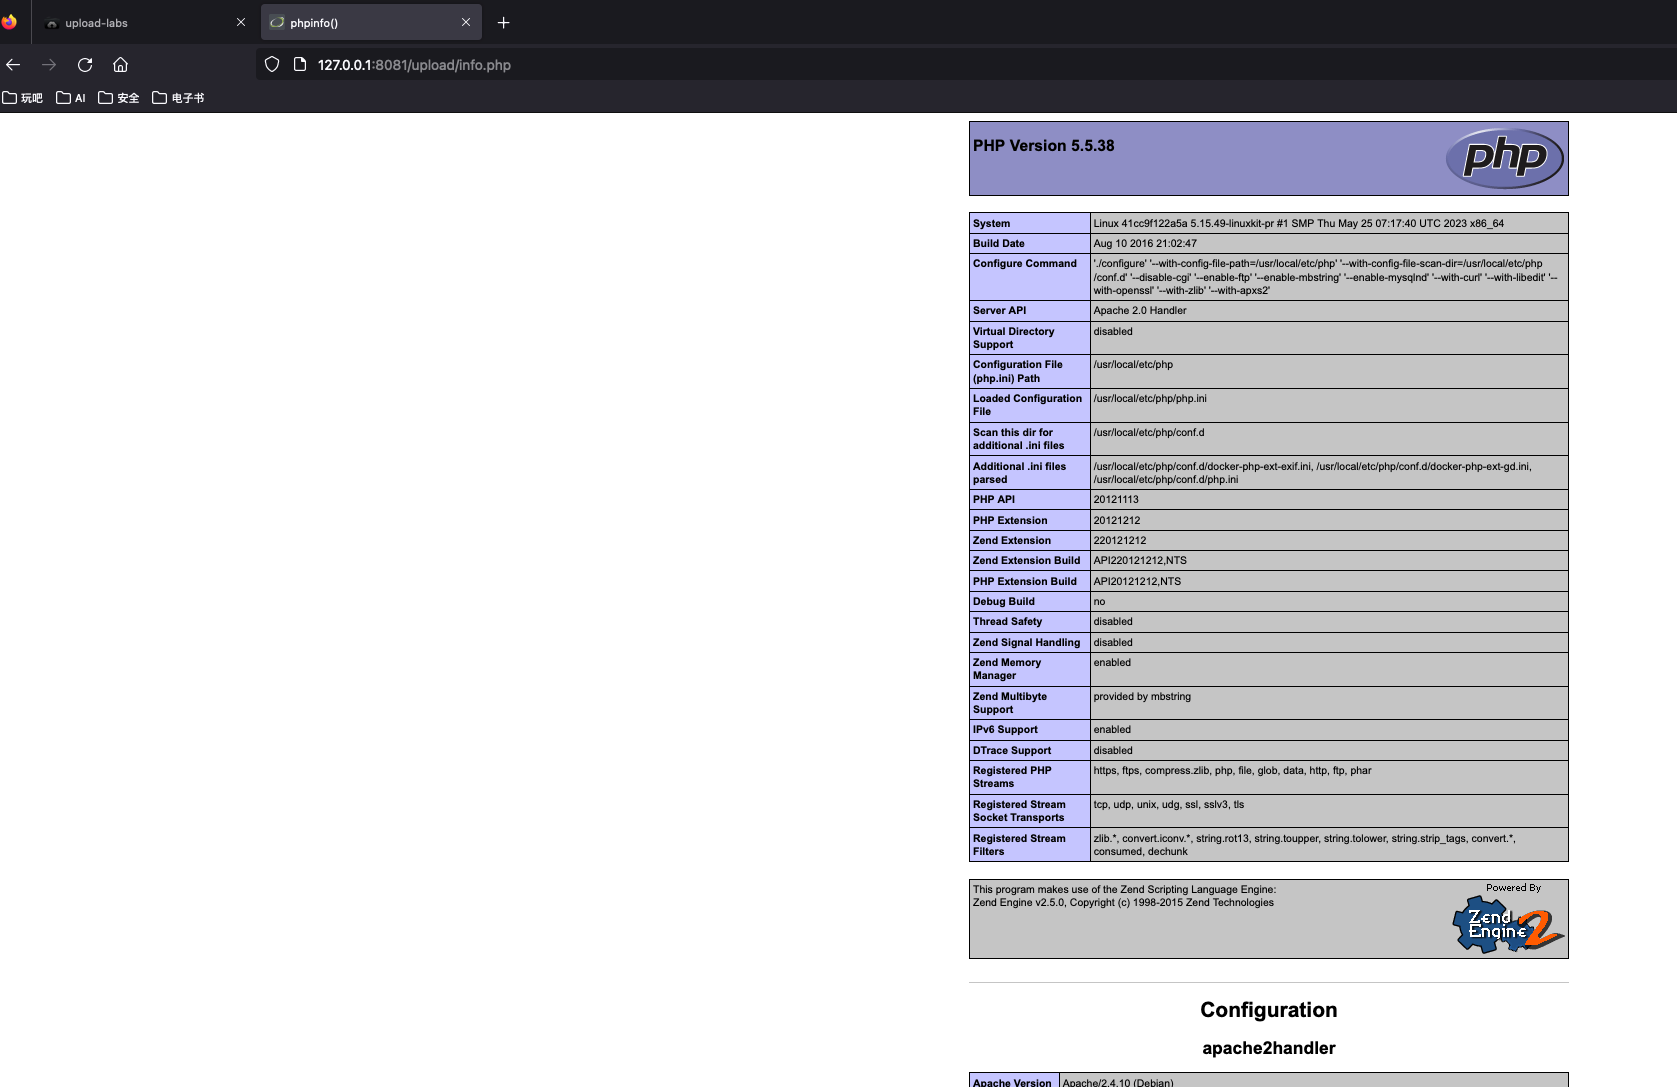 upload-labs
phpinfo()
127.0.0.1:8081/upload/info.php
玩吧 AI 安全 电子书
PHP Version 5.5.38
php
System Linux 41cc9f122a5a 5.15.49-linuxkit-pr #1 SMP Thu May 25 07:17:40 UTC 2023 x86_64
Build Date Aug 10 2016 21:02:47
Configure Command './configure' '--with-config-file-path=/usr/local/etc/php' '--with-config-file-scan-dir=/usr/local/etc/php
/conf.d' '--disable-cgi' '--enable-ftp' '--enable-mbstring' '--enable-mysqlnd' '--with-curl' '--with-libedit' '--
with-openssl' '--with-zlib' '--with-apxs2'
Server API Apache 2.0 Handler
Virtual Directory disabled
Support
Configuration File /usr/local/etc/php
(php.ini) Path
Loaded Configuration /usr/local/etc/php/php.ini
File
Scan this dir for /usr/local/etc/php/conf.d
additional .ini files
Additional .ini files /usr/local/etc/php/conf.d/docker-php-ext-exif.ini, /usr/local/etc/php/conf.d/docker-php-ext-gd.ini,
parsed /usr/local/etc/php/conf.d/php.ini
PHP API 20121113
PHP Extension 20121212
Zend Extension 220121212
Zend Extension Build API220121212,NTS
PHP Extension Build API20121212,NTS
Debug Build no
Thread Safety disabled
Zend Signal Handling disabled
Zend Memory enabled
Manager
Zend Multibyte provided by mbstring
Support
IPv6 Support enabled
DTrace Support disabled
Registered PHP https, ftps, compress.zlib, php, file, glob, data, http, ftp, phar
Streams
Registered Stream tcp, udp, unix, udg, ssl, sslv3, tls
Socket Transports
Registered Stream zlib.*, convert.iconv.*, string.rot13, string.toupper, string.tolower, string.strip_tags, convert.*,
Filters consumed, dechunk
This program makes use of the Zend Scripting Language Engine:
Zend Engine v2.5.0, Copyright (c) 1998-2015 Zend Technologies
Powered By
Zend
Engine 2
Configuration
apache2handler
Apache Version Apache/2.4.10 (Debian)